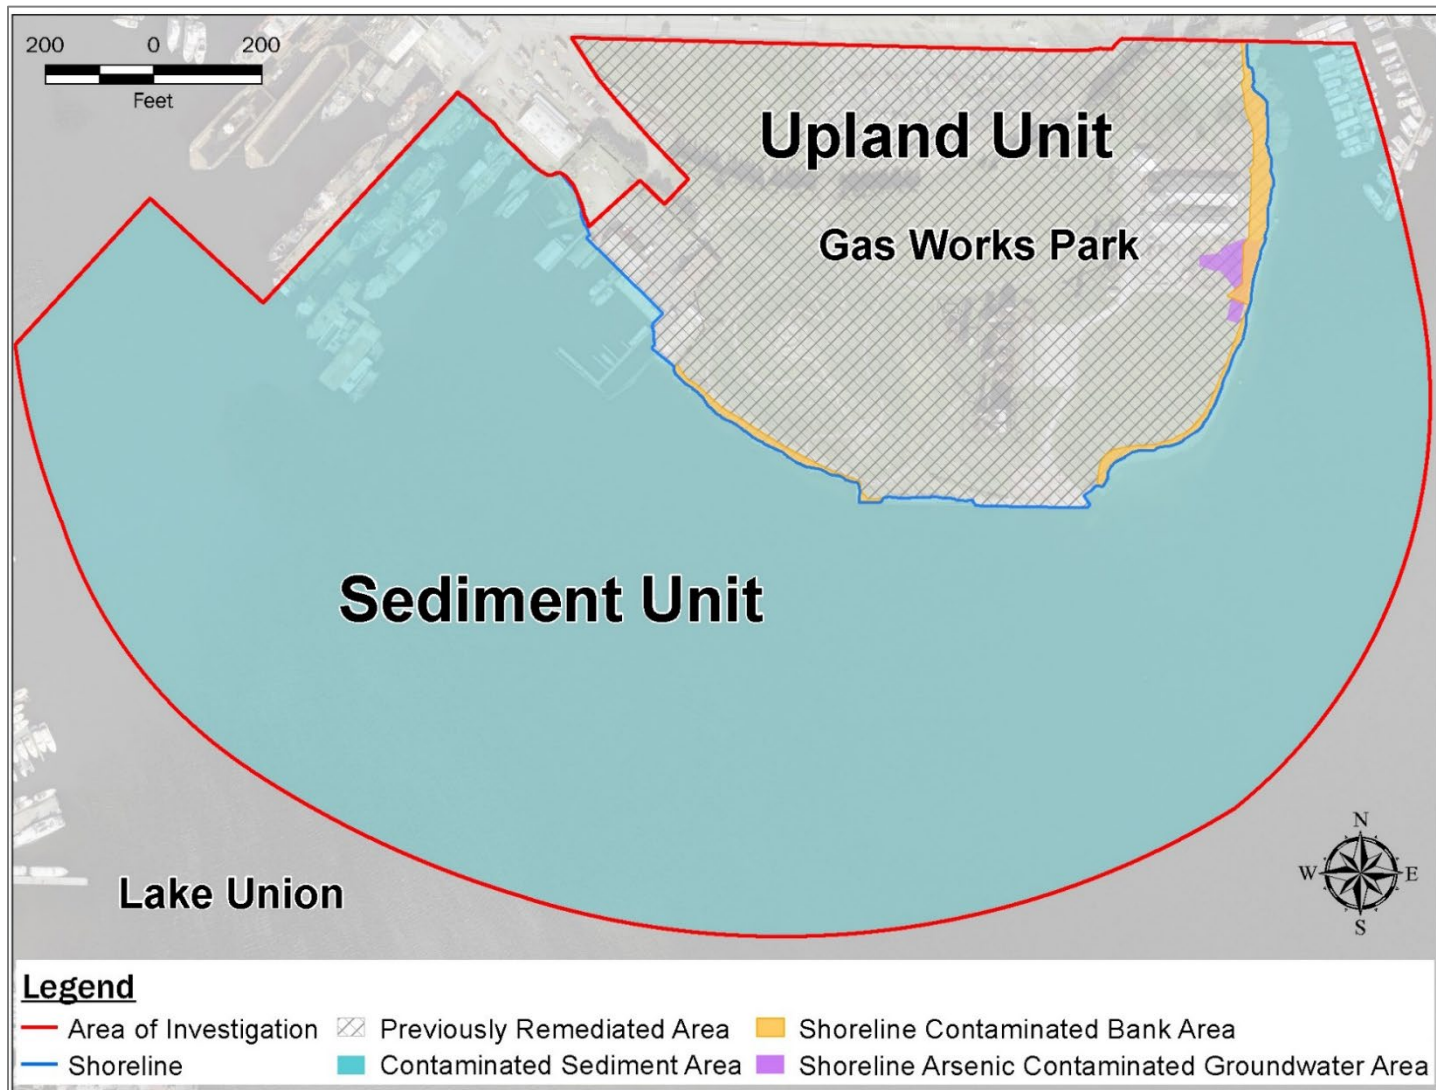 200 0 200
Feet
Upland Unit
Gas Works Park
Sediment Unit
Lake Union
N
W E
S
Legend
Area of Investigation
Previously Remediated Area
Shoreline Contaminated Bank Area
Shoreline
Contaminated Sediment Area
Shoreline Arsenic Contaminated Groundwater Area